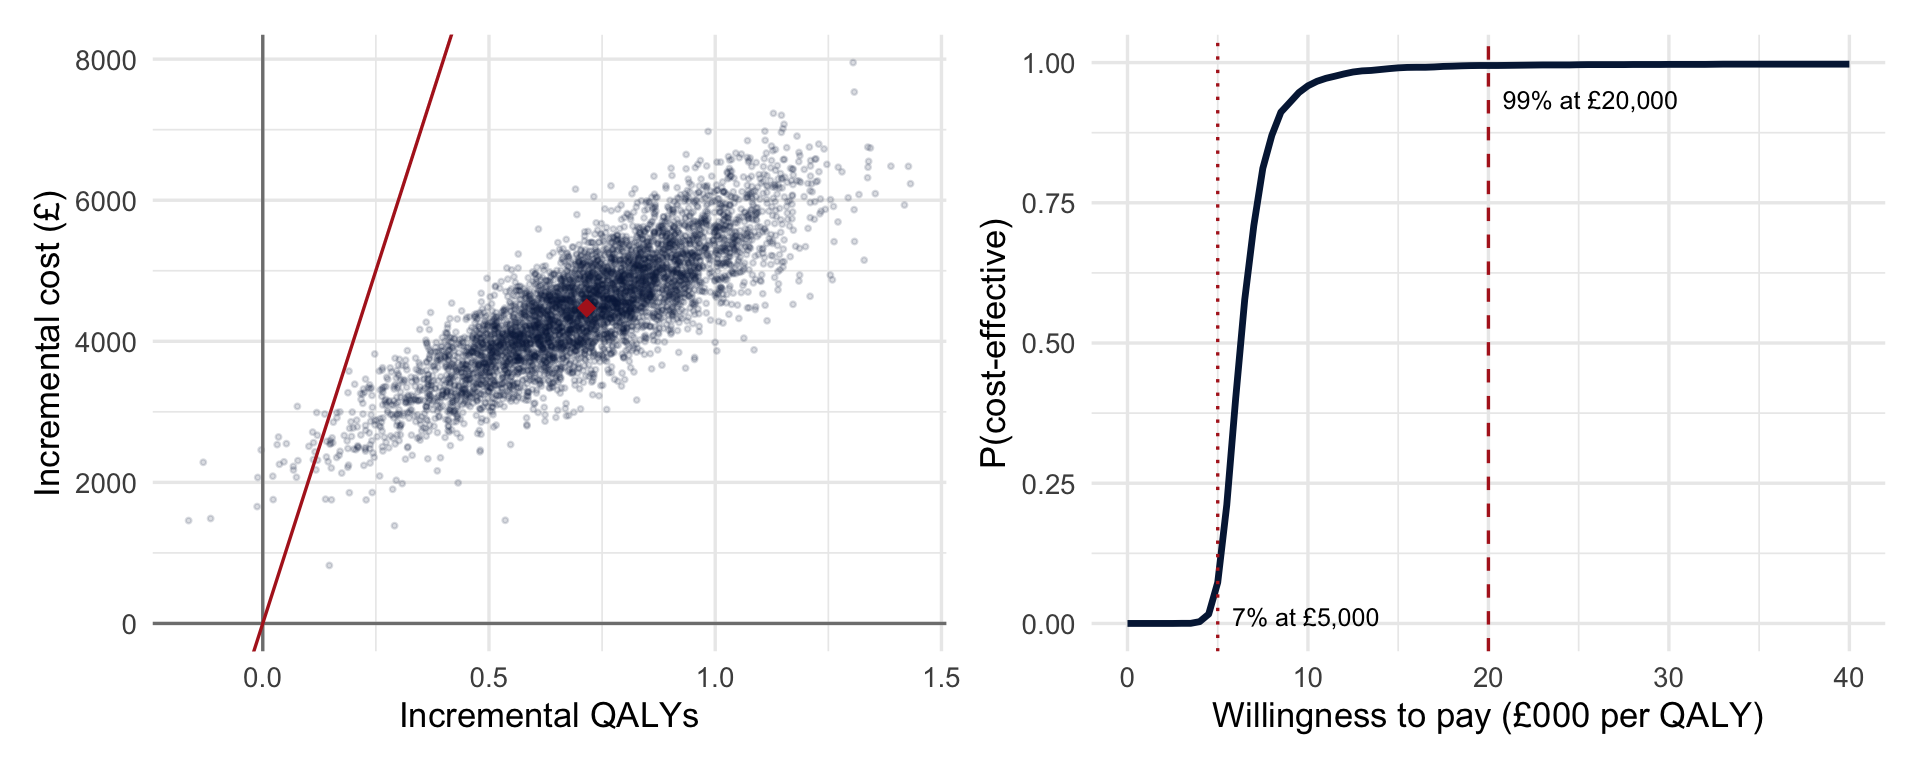 Incremental cost (£)
8000
6000
4000
2000
0
0.0 0.5 1.0 1.5
Incremental QALYs
P(cost-effective)
1.00
0.75
0.50
0.25
0.00
99% at £20,000
7% at £5,000
0 10 20 30 40
Willingness to pay (£000 per QALY)